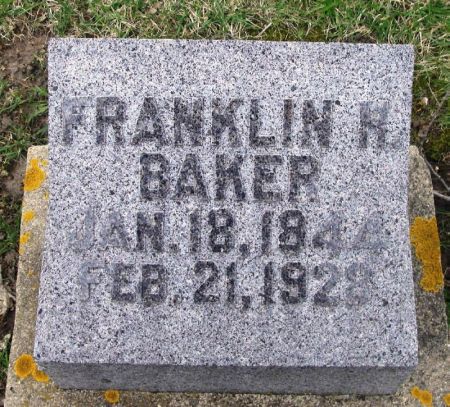 FRANKLIN H.
BAKER
JAN. 18, 1844
FEB. 21, 1928